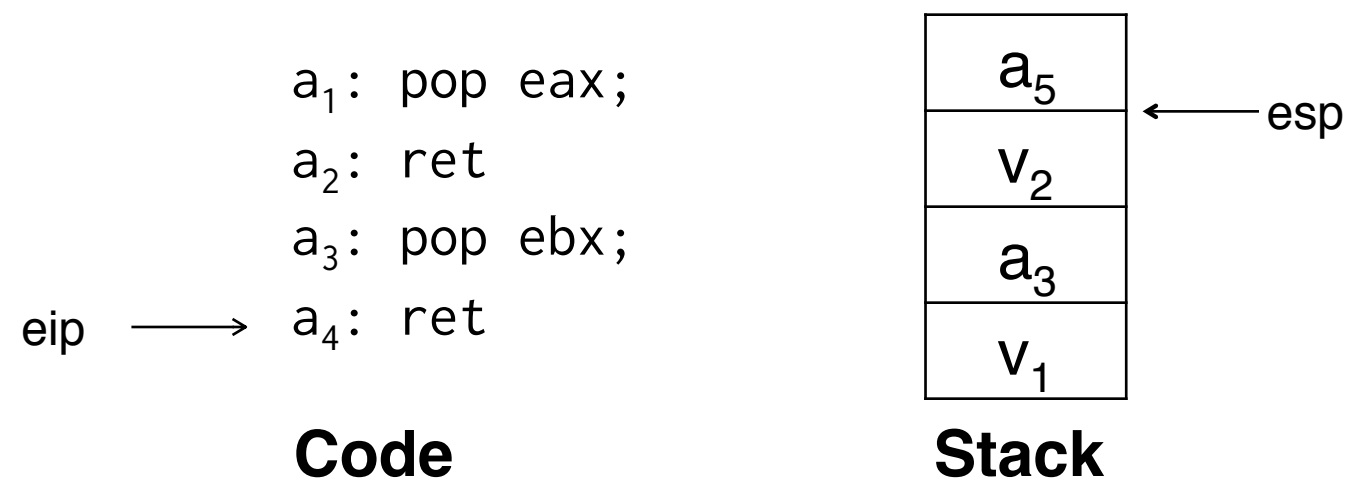 a₁: pop eax;
a₂: ret
a₃: pop ebx;
eip a₄: ret
Code
a₅
esp
v₂
a₃
v₁
Stack